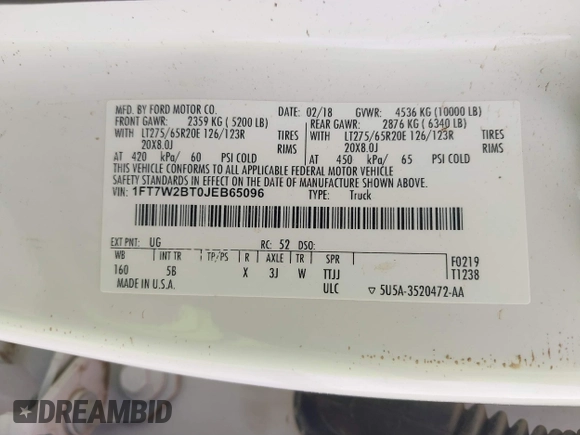 MFD. BY FORD MOTOR CO.
DATE: 02/18 GVWR: 4536 KG (10000 LB)
FRONT GAWR: 2359 KG ( 5200 LB) REAR GAWR: 2876 KG ( 6340 LB)
WITH LT275/65R20E 126/123R TIRES WITH LT275/65R20E 126/123R TIRES
20X8.0J RIMS 20X8.0J RIMS
AT 420 kPa/ 60 PSI COLD AT 450 kPa/ 65 PSI COLD
THIS VEHICLE CONFORMS TO ALL APPLICABLE FEDERAL MOTOR VEHICLE
SAFETY STANDARDS IN EFFECT ON THE DATE OF MANUFACTURE SHOWN ABOVE.
VIN: 1FT7W2BT0JEB65096 TYPE: Truck
EXT PNT: UG RC: 52 DSO: F0219
WB INT TR TP/PS R AXLE TR SPR T1238
160 5B X 3J W TTJJ
MADE IN U.S.A. ULC ▽ 5U5A-3520472-AA
DREAMBID